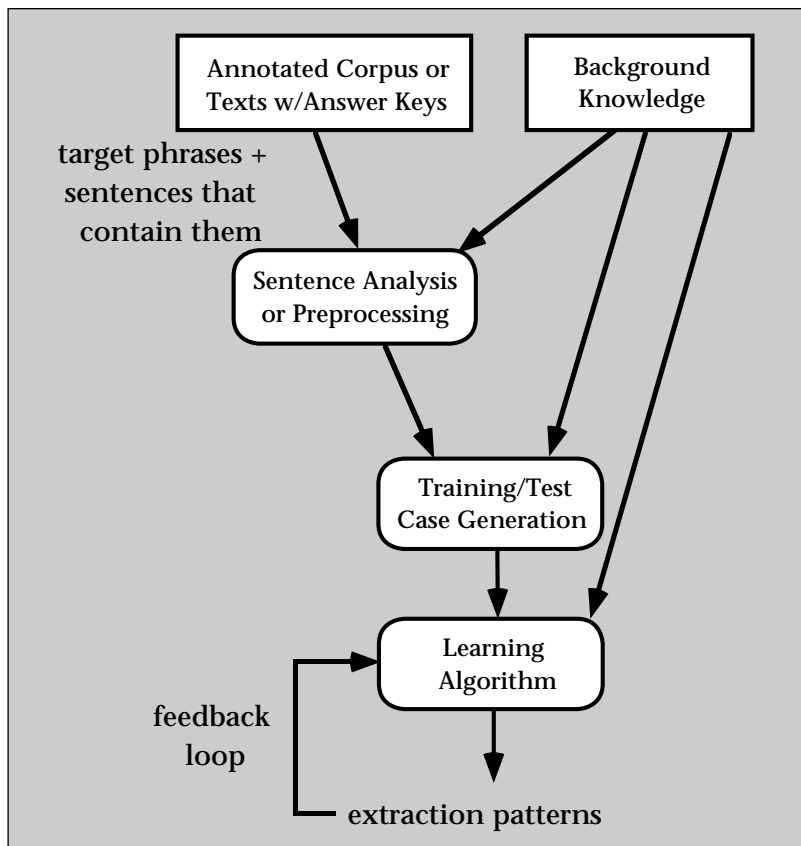 Annotated Corpus or
Texts w/Answer Keys
Background
Knowledge
target phrases +
sentences that
contain them
Sentence Analysis
or Preprocessing
Training/Test
Case Generation
Learning
Algorithm
feedback
loop
extraction patterns